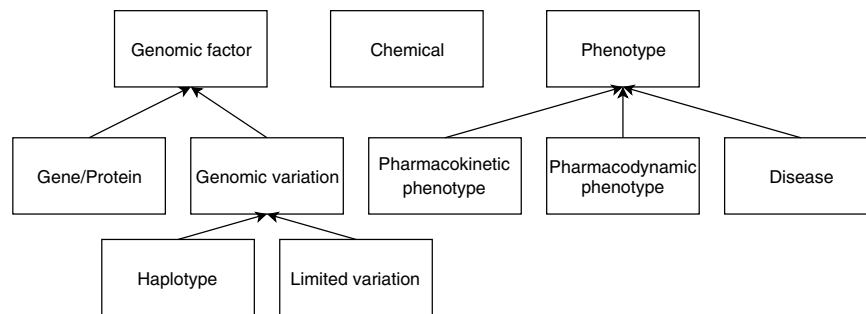 Genomic factor
Chemical
Phenotype
Gene/Protein
Genomic variation
Pharmacokinetic
phenotype
Pharmacodynamic
phenotype
Disease
Haplotype
Limited variation